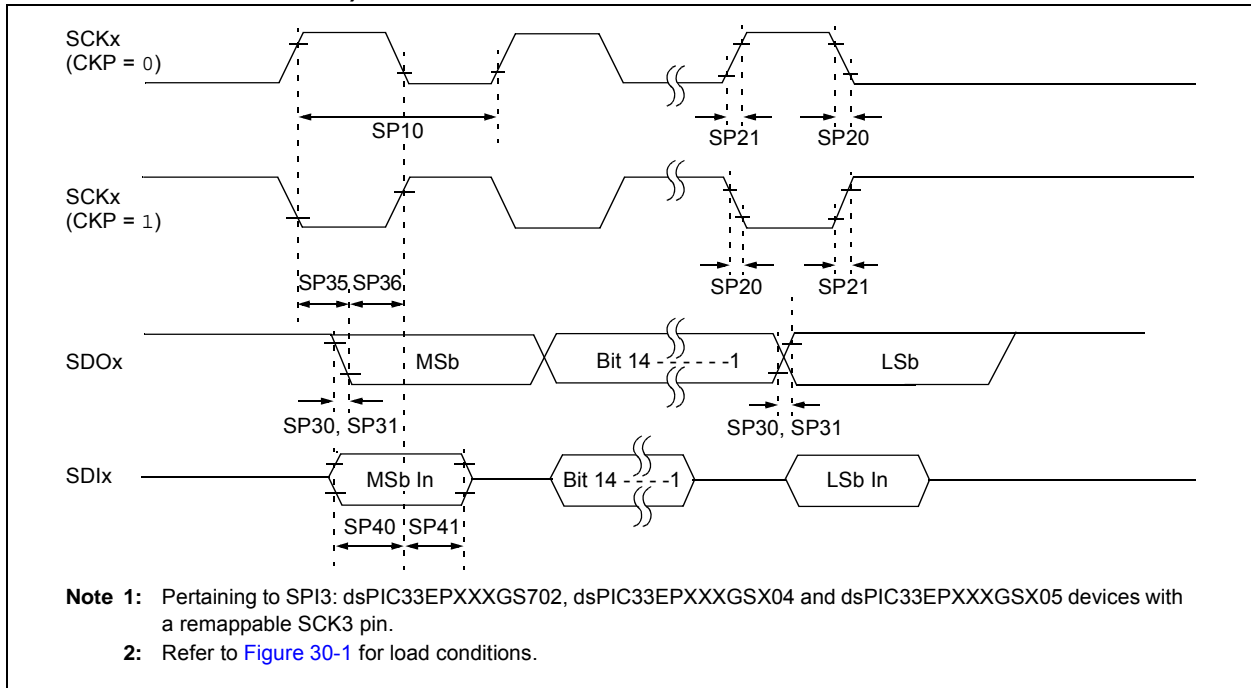 SCKx
(CKP = 0)
SP10
SP21
SP20
SCKx
(CKP = 1)
SP35
SP36
SP20
SP21
SDOx
MSb
Bit 14 - - - - - -1
LSb
SP30, SP31
SP30, SP31
SDIx
MSb In
Bit 14 - - - -1
LSb In
SP40
SP41
Note 1: Pertaining to SPI3: dsPIC33EPXXXGS702, dsPIC33EPXXXGSX04 and dsPIC33EPXXXGSX05 devices with
a remappable SCK3 pin.
2: Refer to Figure 30-1 for load conditions.